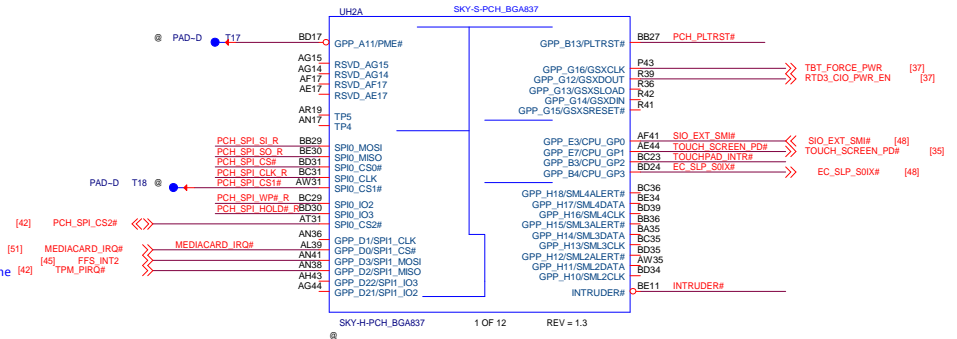 UH2A SKY-S-PCH_BGA837
@ PAD~D T17 BD17 GPP_A11/PME# GPP_B13/PLTRST# BB27 PCH_PLTRST#
AG15 RSVD_AG15
AG14 RSVD_AG14
AF17 RSVD_AF17
AE17 RSVD_AE17
GPP_G16/GSXCLK P43 TBT_FORCE_PWR [37]
GPP_G12/GSXDOUT R39 RTD3_CIO_PWR_EN [37]
GPP_G13/GSXSLOAD R36
GPP_G14/GSXDIN R42
GPP_G15/GSXSRESET# R41
AR19 TP5
AN17 TP4
PCH_SPI_SI_R BB29 SPI0_MOSI
PCH_SPI_SO_R BE30 SPI0_MISO
PCH_SPI_CS# BD31 SPI0_CS0#
PCH_SPI_CLK_R BC31 SPI0_CLK
PAD~D T18 @ PCH_SPI_CS1# AW31 SPI0_CS1#
GPP_E3/CPU_GP0 AF41 SIO_EXT_SMI# SIO_EXT_SMI# [48]
GPP_E7/CPU_GP1 AE44 TOUCH_SCREEN_PD# TOUCH_SCREEN_PD# [35]
GPP_B3/CPU_GP2 BC23 TOUCHPAD_INTR#
GPP_B4/CPU_GP3 BD24 EC_SLP_S0IX# EC_SLP_S0IX# [48]
PCH_SPI_WP#_R BC29 SPI0_IO2
PCH_SPI_HOLD#_R BD30 SPI0_IO3
[42] PCH_SPI_CS2# AT31 SPI0_CS2#
GPP_H18/SML4ALERT# BC36
GPP_H17/SML4DATA BE34
GPP_H16/SML4CLK BD39
GPP_H15/SML3ALERT# BB36
GPP_H14/SML3DATA BA35
GPP_H13/SML3CLK BC35
GPP_H12/SML2ALERT# BD35
GPP_H11/SML2DATA AW35
GPP_H10/SML2CLK BD34
AN36 GPP_D1/SPI1_CLK
[51] MEDIACARD_IRQ# MEDIACARD_IRQ# AL39 GPP_D0/SPI1_CS#
[45] FFS_INT2 AN41 GPP_D3/SPI1_MOSI
ne [42] TPM_PIRQ# AN38 GPP_D2/SPI1_MISO
AH43 GPP_D22/SPI1_IO3
AG44 GPP_D21/SPI1_IO2
INTRUDER# BE11 INTRUDER#
SKY-H-PCH_BGA837 1 OF 12 REV = 1.3
@